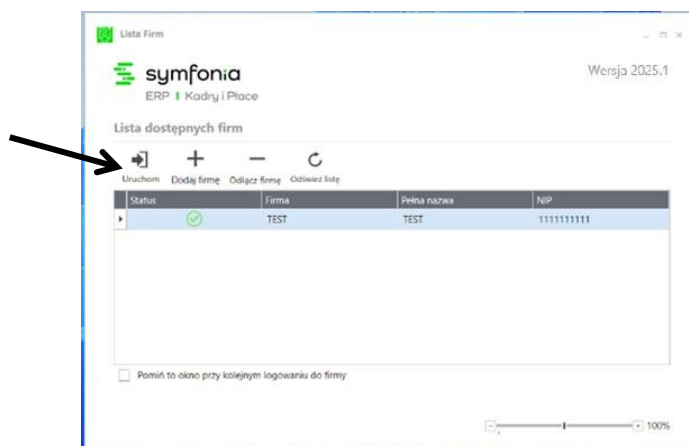 Lista Firm
symfonia
Wersja 2025.1
ERP | Kadry i Płace
Lista dostępnych firm
Uruchom Dodaj firmę Odłącz firmę Odśwież listę
Status Firma Pełna nazwa NIP
TEST TEST 1111111111
Pomiń to okno przy kolejnym logowaniu do firmy
100%